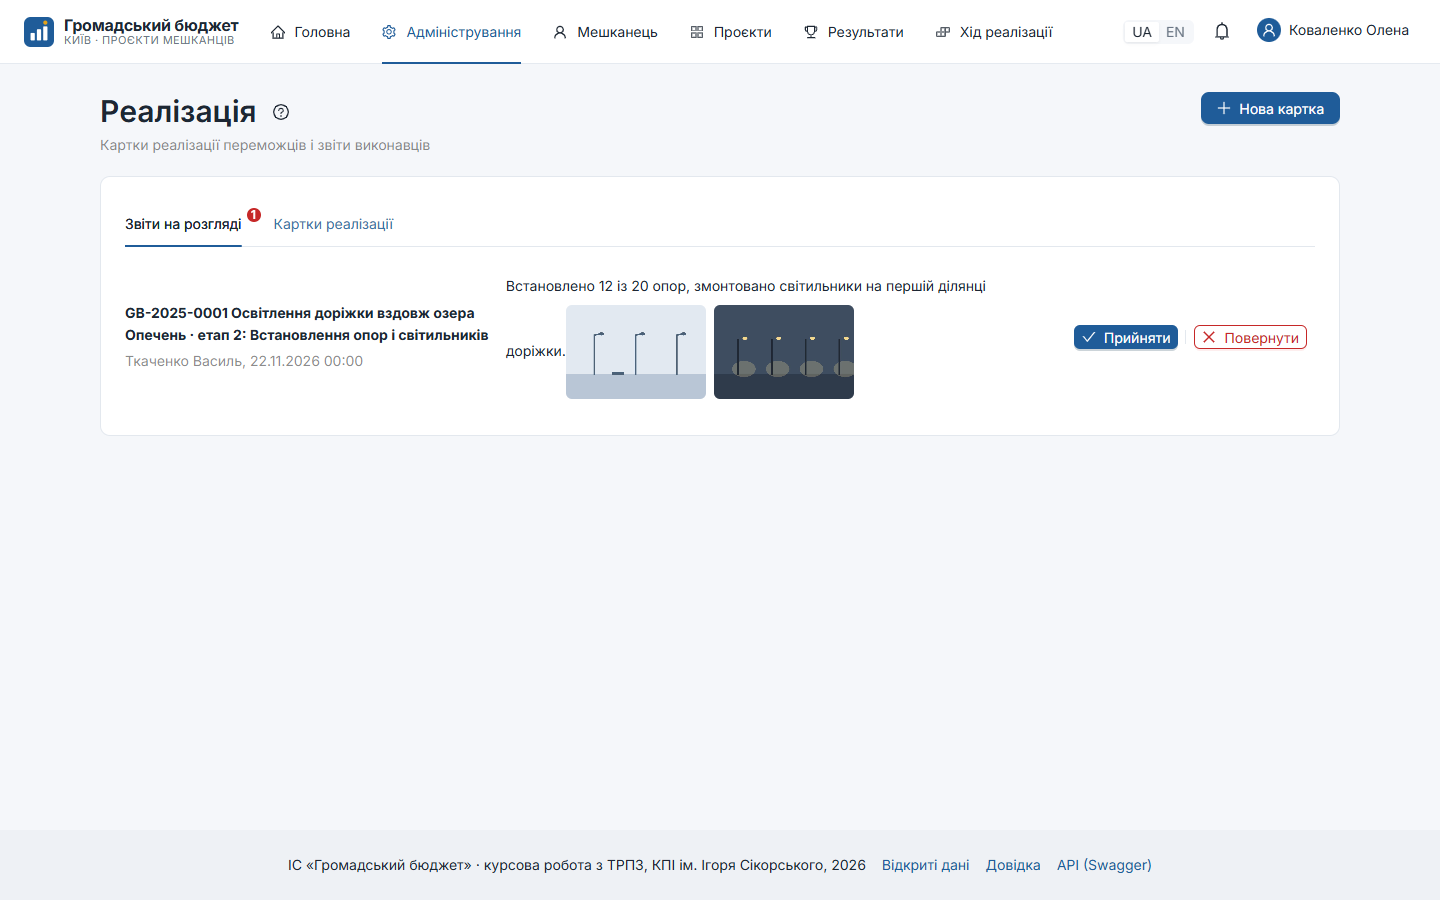 Громадський бюджет
КИЇВ · ПРОЄКТИ МЕШКАНЦІВ
Головна
Адміністрування
Мешканець
Проєкти
Результати
Хід реалізації
UA EN
Коваленко Олена
Реалізація
Нова картка
Картки реалізації переможців і звіти виконавців
Звіти на розгляді 1
Картки реалізації
GB-2025-0001 Освітлення доріжки вздовж озера
Опечень · етап 2: Встановлення опор і світильників
Ткаченко Василь, 22.11.2026 00:00
Встановлено 12 із 20 опор, змонтовано світильники на першій ділянці
доріжки.
Прийняти
Повернути
ІС «Громадський бюджет» · курсова робота з ТРПЗ, КПІ ім. Ігоря Сікорського, 2026 Відкриті дані Довідка API (Swagger)